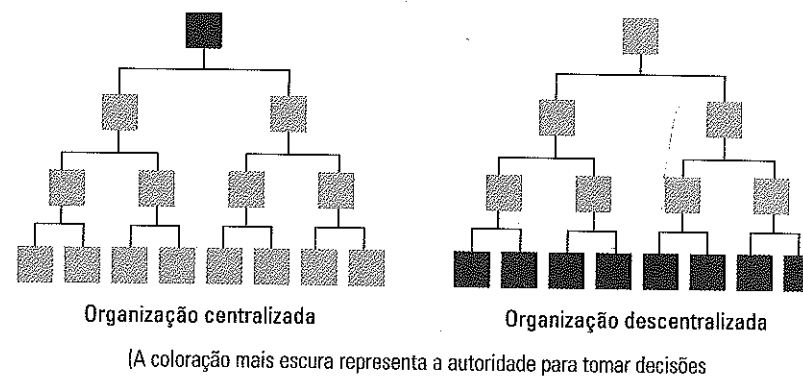 Organização centralizada
Organização descentralizada
(A coloração mais escura representa a autoridade para tomar decisões